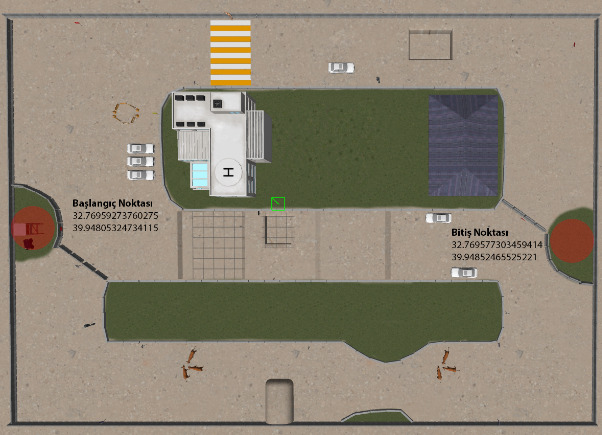 H
Başlangıç Noktası
32.76959273760275
39.94805324734115
Bitiş Noktası
32.769577303459414
39.94852465525221